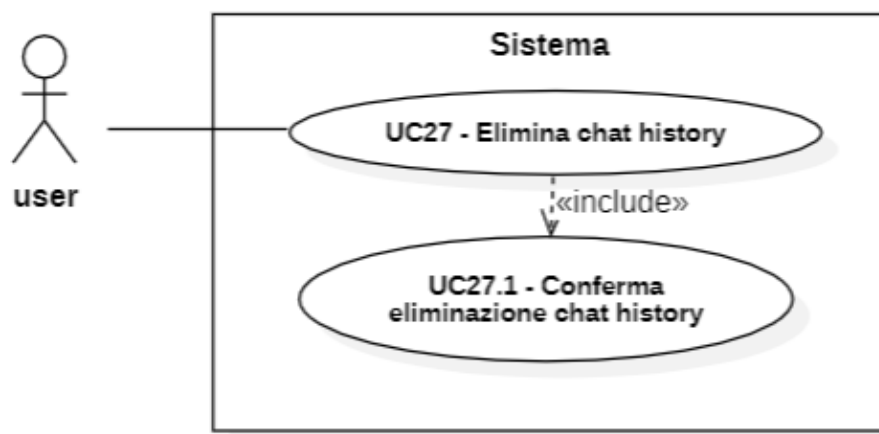 Sistema
UC27 - Elimina chat history
user
«include»
UC27.1 - Conferma
eliminazione chat history